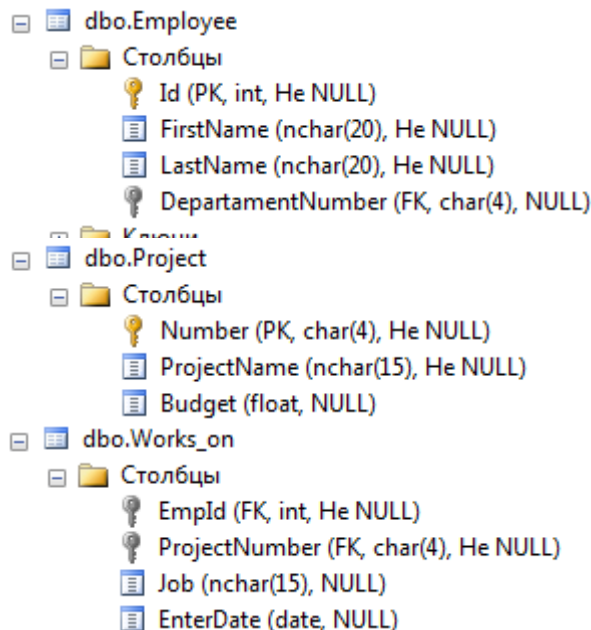 dbo.Employee
Столбцы
Id (PK, int, Не NULL)
FirstName (nchar(20), Не NULL)
LastName (nchar(20), Не NULL)
DepartamentNumber (FK, char(4), NULL)
Ключи
dbo.Project
Столбцы
Number (PK, char(4), Не NULL)
ProjectName (nchar(15), Не NULL)
Budget (float, NULL)
dbo.Works_on
Столбцы
EmpId (FK, int, Не NULL)
ProjectNumber (FK, char(4), Не NULL)
Job (nchar(15), NULL)
EnterDate (date, NULL)